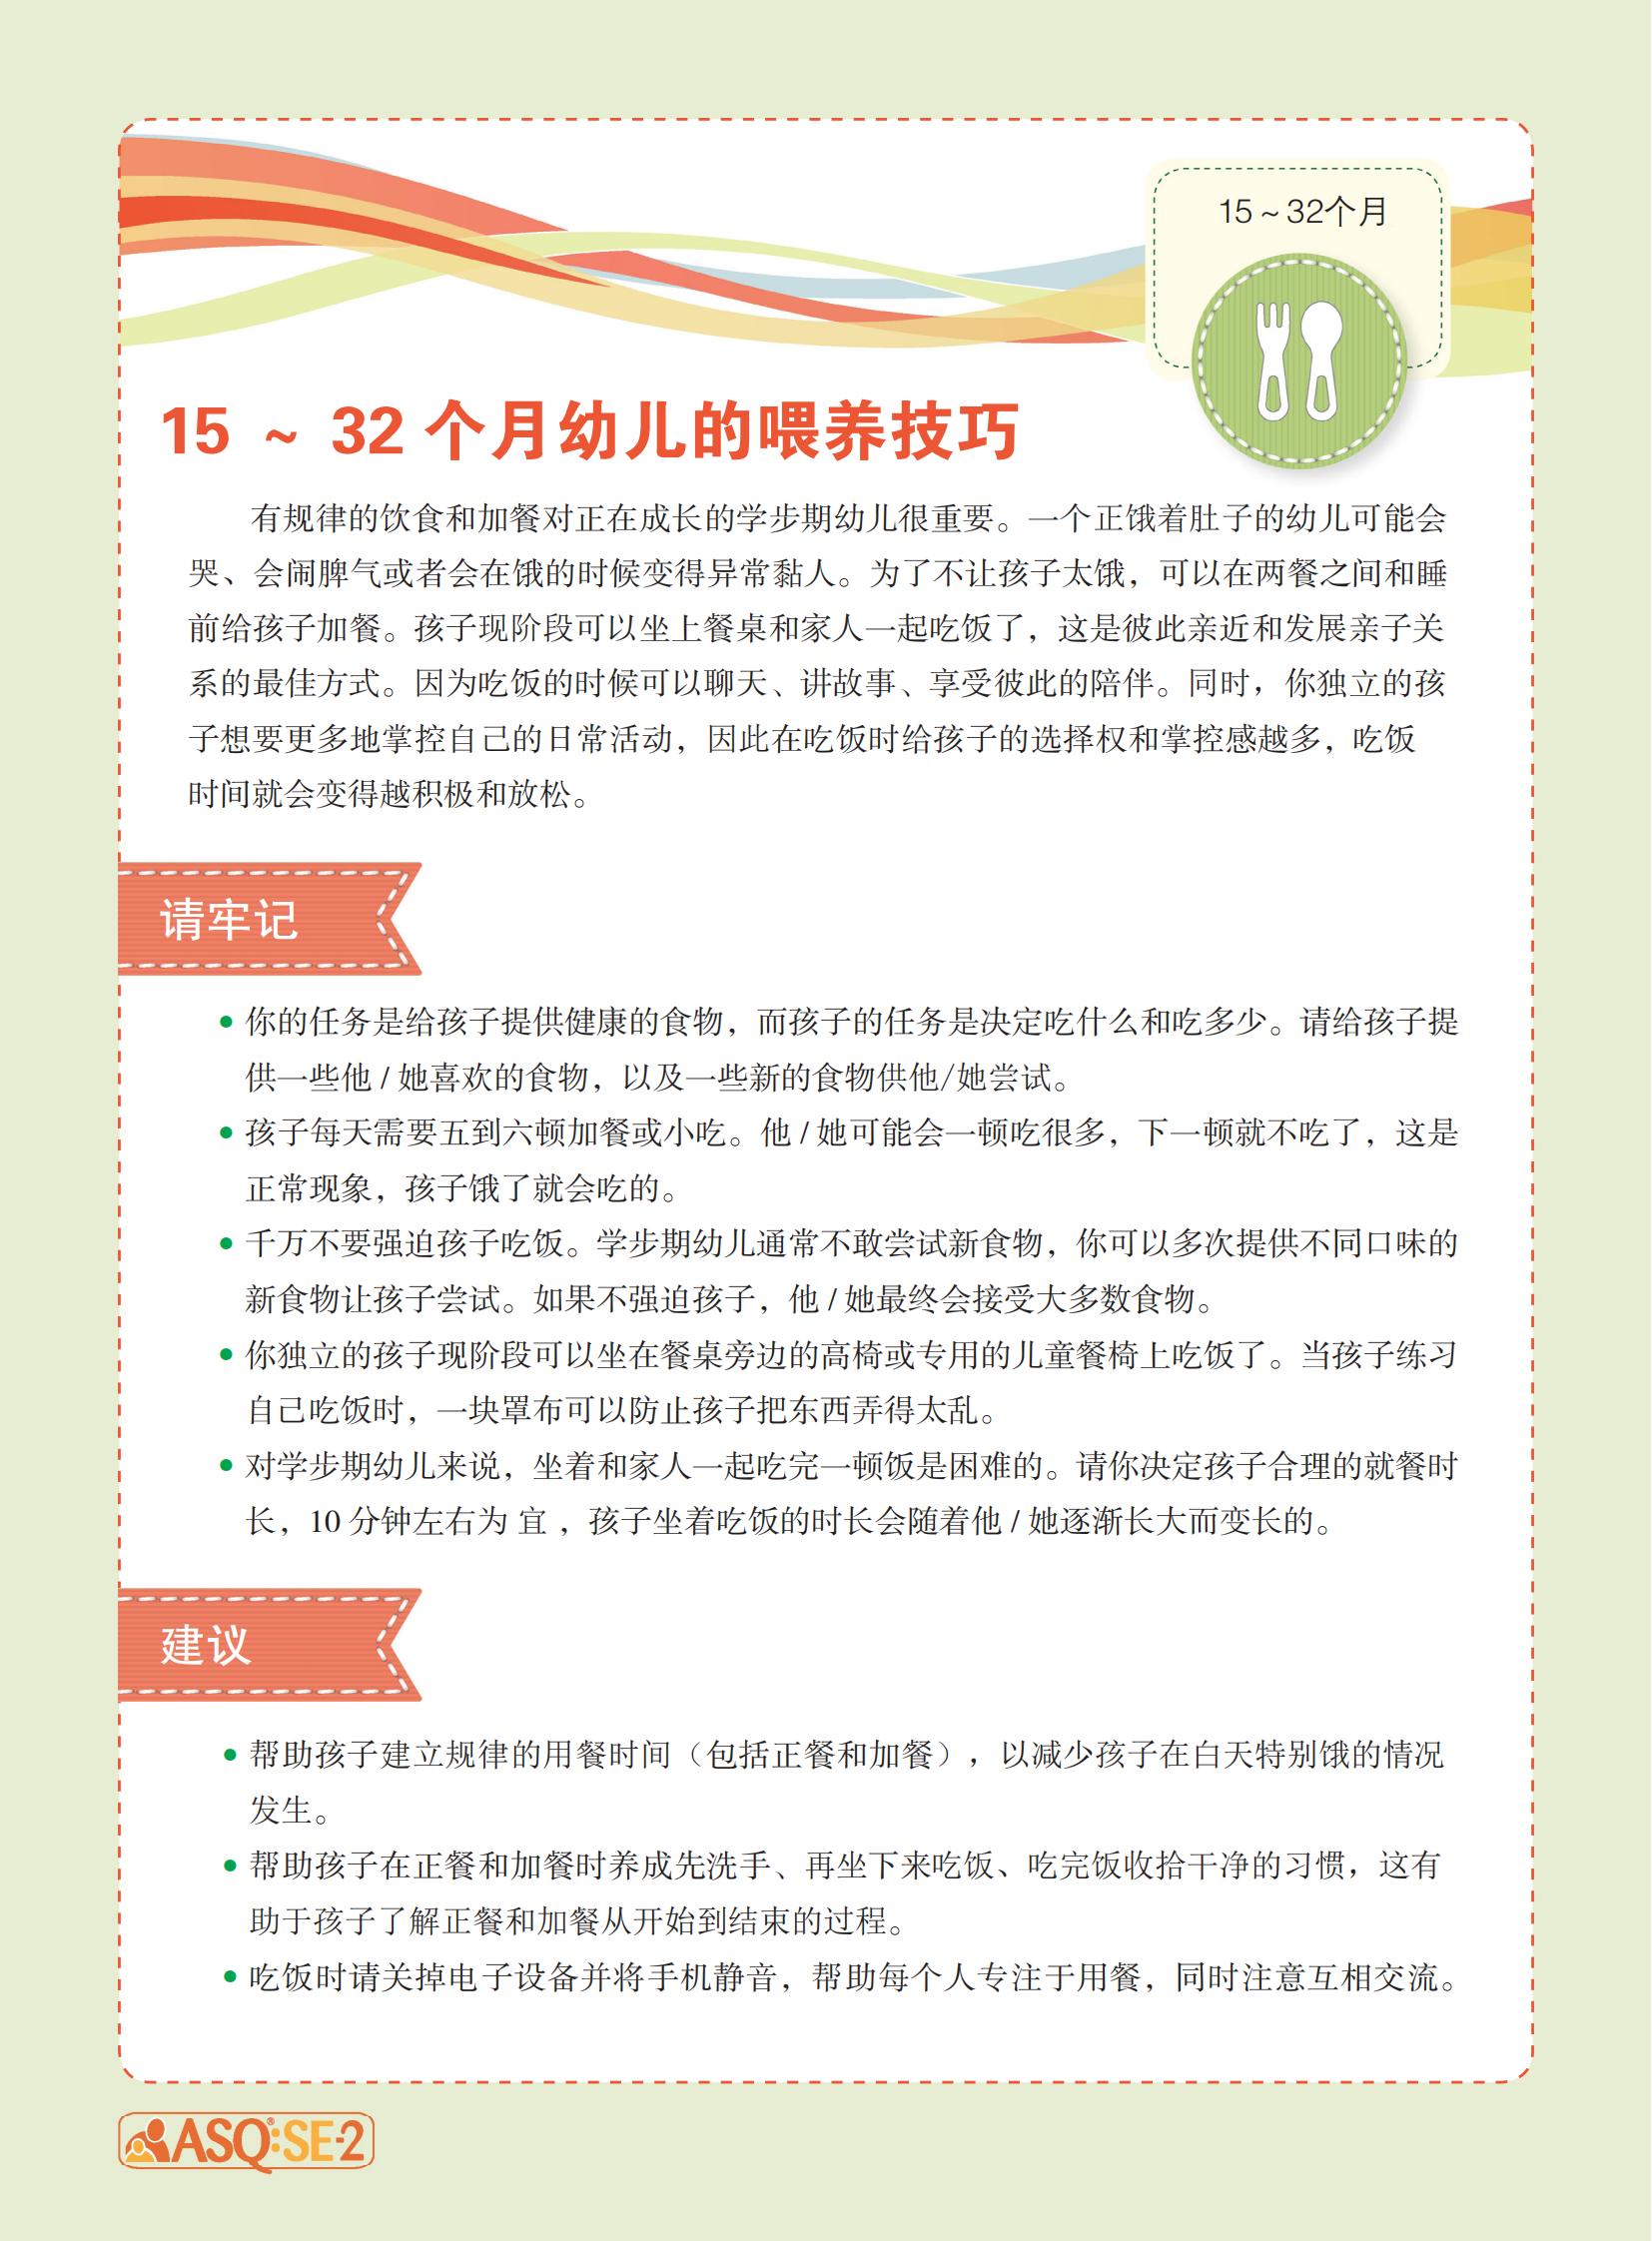 15～32个月
15 ～ 32 个月幼儿的喂养技巧
有规律的饮食和加餐对正在成长的学步期幼儿很重要。一个正饿着肚子的幼儿可能会
哭、会闹脾气或者会在饿的时候变得异常黏人。为了不让孩子太饿，可以在两餐之间和睡
前给孩子加餐。孩子现阶段可以坐上餐桌和家人一起吃饭了，这是彼此亲近和发展亲子关
系的最佳方式。因为吃饭的时候可以聊天、讲故事、享受彼此的陪伴。同时，你独立的孩
子想要更多地掌控自己的日常活动，因此在吃饭时给孩子的选择权和掌控感越多，吃饭
时间就会变得越积极和放松。
请牢记
● 你的任务是给孩子提供健康的食物，而孩子的任务是决定吃什么和吃多少。请给孩子提
供一些他 / 她喜欢的食物，以及一些新的食物供他/她尝试。
● 孩子每天需要五到六顿加餐或小吃。他 / 她可能会一顿吃很多，下一顿就不吃了，这是
正常现象，孩子饿了就会吃的。
● 千万不要强迫孩子吃饭。学步期幼儿通常不敢尝试新食物，你可以多次提供不同口味的
新食物让孩子尝试。如果不强迫孩子，他 / 她最终会接受大多数食物。
● 你独立的孩子现阶段可以坐在餐桌旁边的高椅或专用的儿童餐椅上吃饭了。当孩子练习
自己吃饭时，一块罩布可以防止孩子把东西弄得太乱。
● 对学步期幼儿来说，坐着和家人一起吃完一顿饭是困难的。请你决定孩子合理的就餐时
长，10 分钟左右为 宜 ，孩子坐着吃饭的时长会随着他 / 她逐渐长大而变长的。
建议
● 帮助孩子建立规律的用餐时间（包括正餐和加餐），以减少孩子在白天特别饿的情况
发生。
● 帮助孩子在正餐和加餐时养成先洗手、再坐下来吃饭、吃完饭收拾干净的习惯，这有
助于孩子了解正餐和加餐从开始到结束的过程。
● 吃饭时请关掉电子设备并将手机静音，帮助每个人专注于用餐，同时注意互相交流。
ASQ®:SE-2